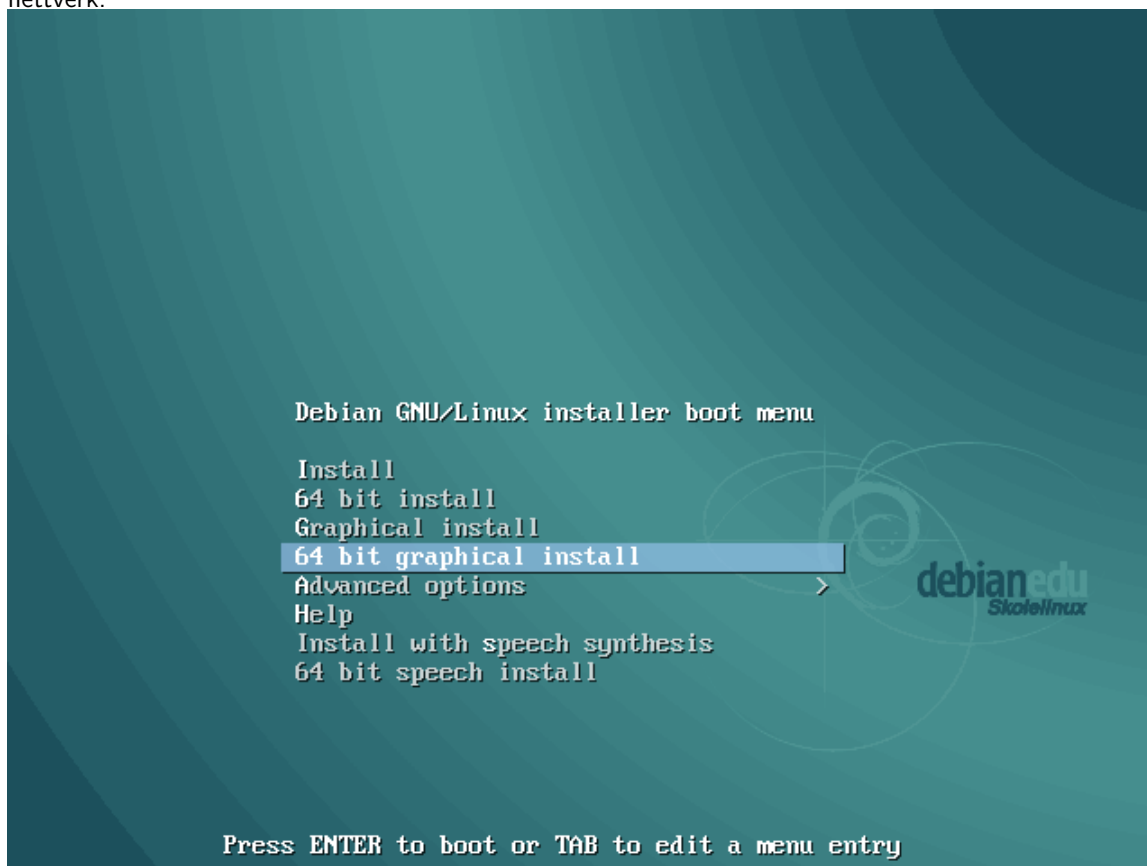 nettverk.
Debian GNU/Linux installer boot menu
Install
64 bit install
Graphical install
64 bit graphical install
Advanced options >
Help
Install with speech synthesis
64 bit speech install
debianedu
Skolelinux
Press ENTER to boot or TAB to edit a menu entry